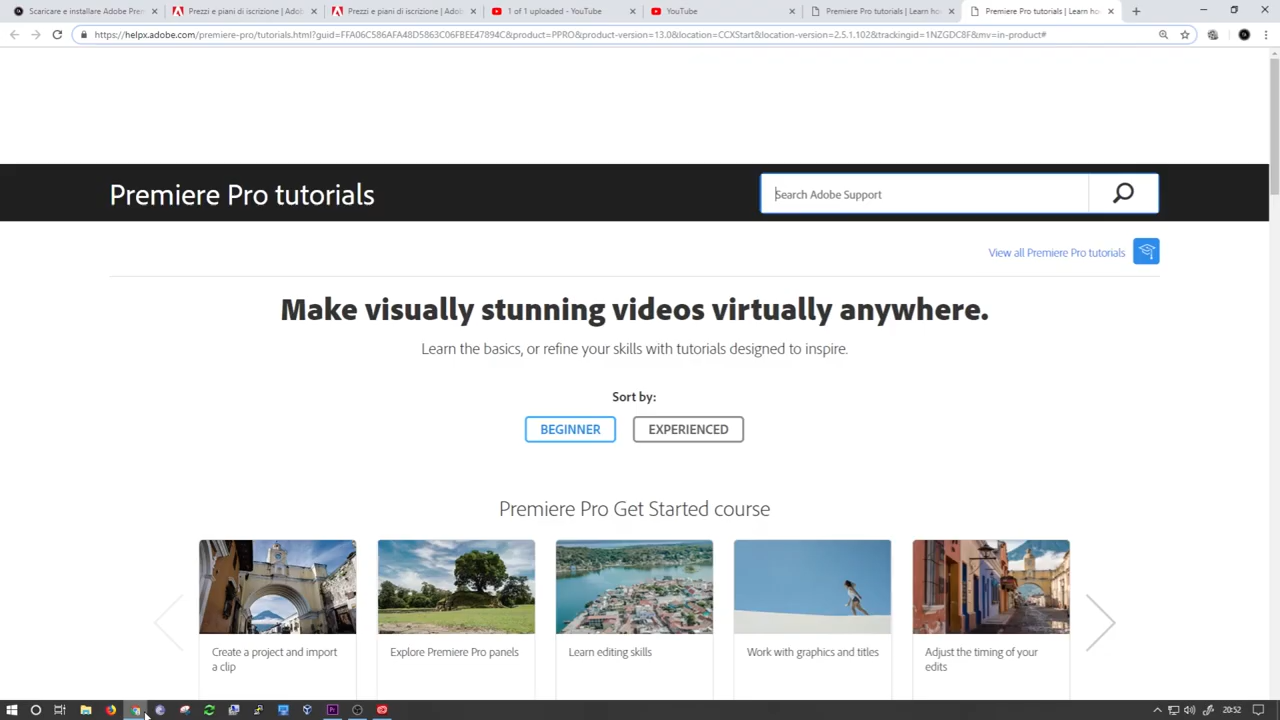 Scaricare e installare Adobe Premi
Prezzi e piani di iscrizione | Adob
Prezzi e piani di iscrizione | Adob
1 of 1 uploaded - YouTube
YouTube
Premiere Pro tutorials | Learn ho
Premiere Pro tutorials | Learn ho
https://helpx.adobe.com/premiere-pro/tutorials.html?guid=FFA06C586AFA48D5863C06FBEE47894C&product=PPRO&product-version=13.0&location=CCXStart&location-version=2.5.1.102&trackingid=1NZGDC8F&mv=in-product#
Premiere Pro tutorials
Search Adobe Support
View all Premiere Pro tutorials
Make visually stunning videos virtually anywhere.
Learn the basics, or refine your skills with tutorials designed to inspire.
Sort by:
BEGINNER
EXPERIENCED
Premiere Pro Get Started course
Create a project and import
a clip
Explore Premiere Pro panels
Learn editing skills
Work with graphics and titles
Adjust the timing of your
edits
20:52